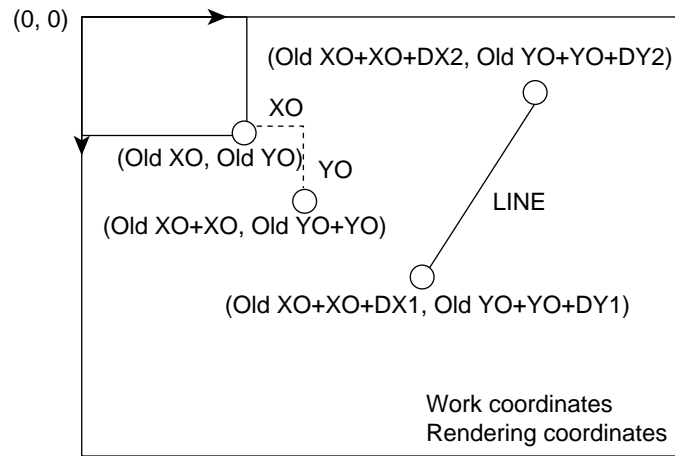 (0, 0)
(Old XO+XO+DX2, Old YO+YO+DY2)
XO
(Old XO, Old YO)
YO
LINE
(Old XO+XO, Old YO+YO)
(Old XO+XO+DX1, Old YO+YO+DY1)
Work coordinates
Rendering coordinates